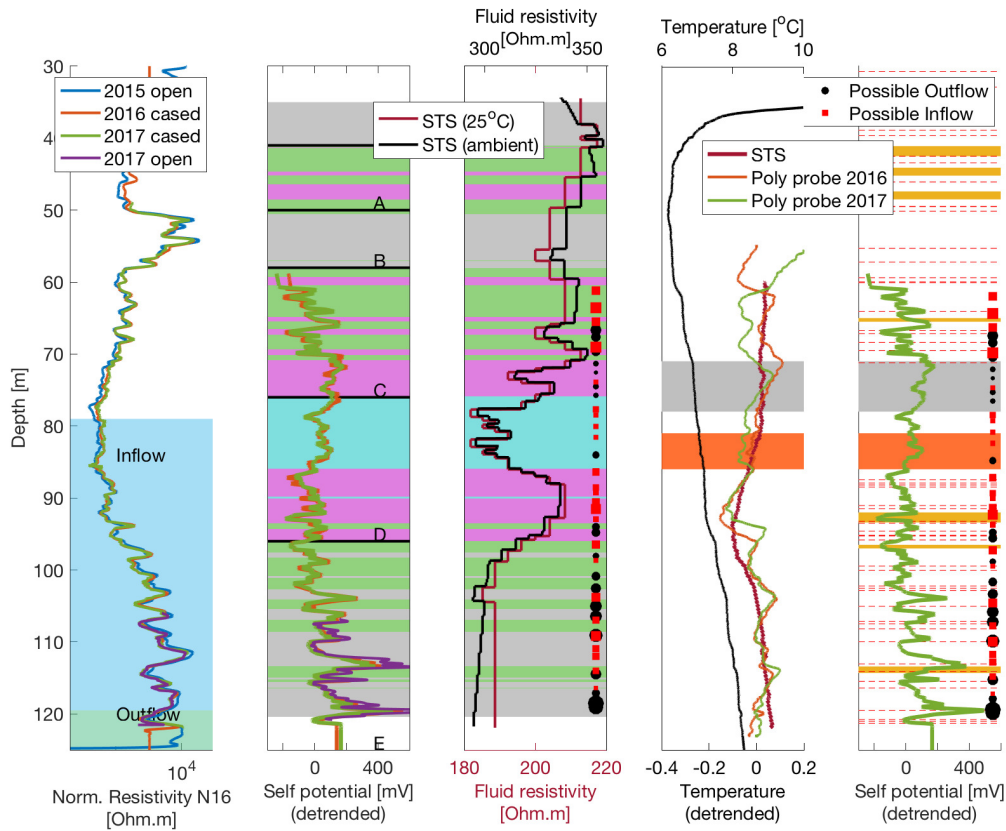 Fluid resistivity
[Ohm.m]
300 350
Temperature [°C]
6 8 10
30
40
50
60
70
80
90
100
110
120
Depth [m]
2015 open
2016 cased
2017 cased
2017 open
STS (25°C)
STS (ambient)
Possible Outflow
Possible Inflow
STS
Poly probe 2016
Poly probe 2017
A
B
C
D
E
Inflow
Outflow
10⁴
Norm. Resistivity N16
[Ohm.m]
0 400
Self potential [mV]
(detrended)
180 200 220
Fluid resistivity
[Ohm.m]
-0.4 -0.2 0 0.2
Temperature
(detrended)
0 400
Self potential [mV]
(detrended)